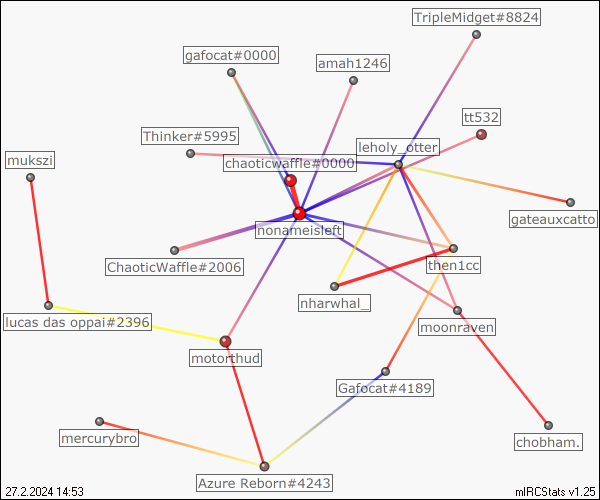 TripleMidget#8824
gafocat#0000
amah1246
tt532
Thinker#5995
leholy_otter
mukszi
chaoticwaffle#0000
gateauxcatto
nonameisleft
ChaoticWaffle#2006
then1cc
nharwhal_
lucas das oppai#2396
moonraven
motorthud
Gafocat#4189
mercurybro
chobham.
Azure Reborn#4243
27.2.2024 14:53
mIRCStats v1.25